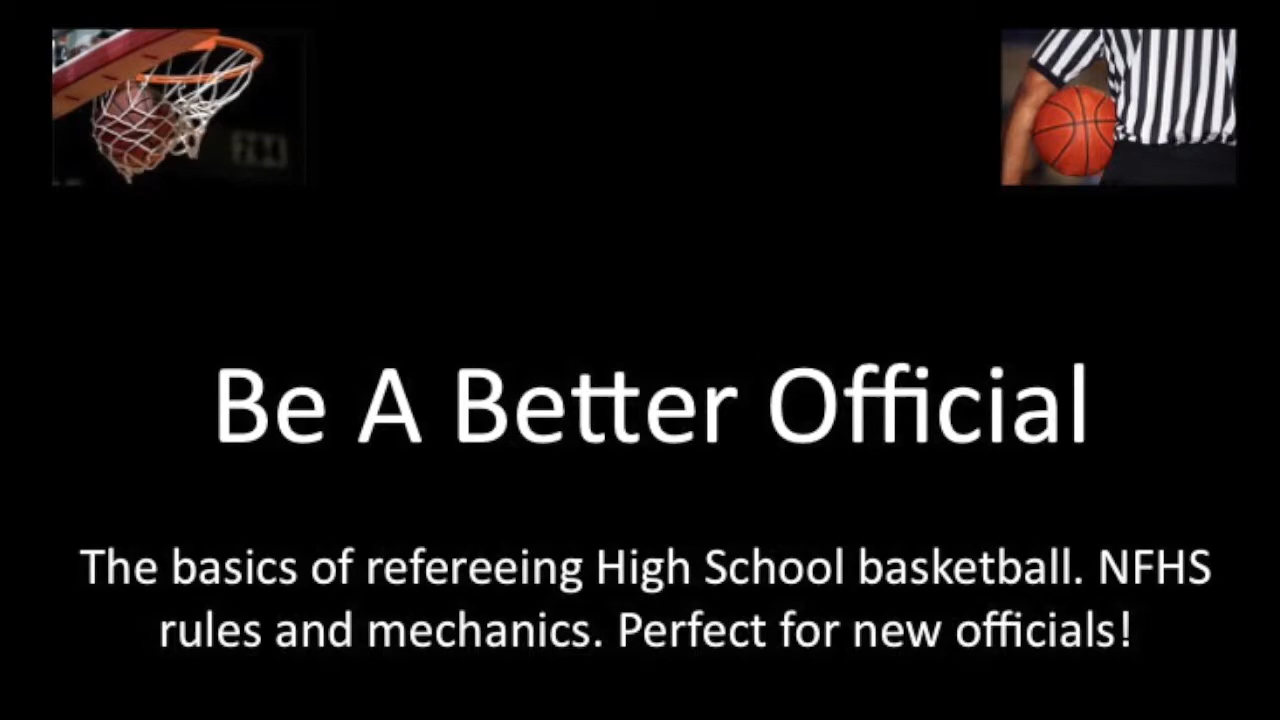 Be A Better Official
The basics of refereeing High School basketball. NFHS
rules and mechanics. Perfect for new officials!